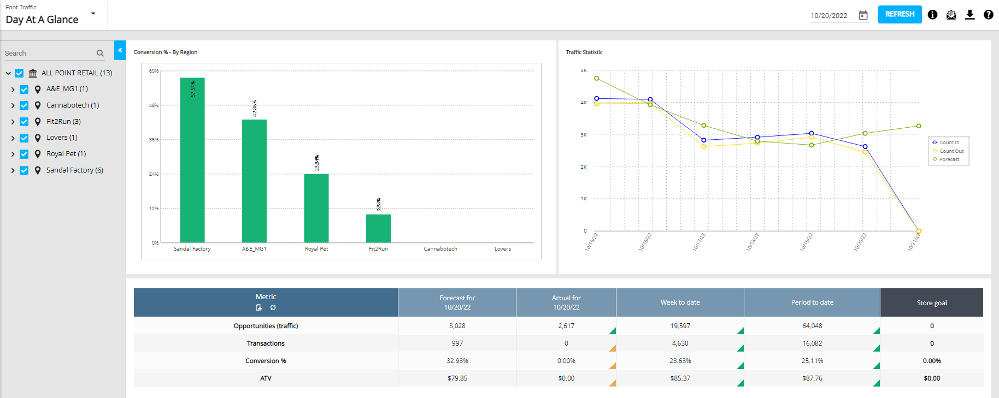 Foot Traffic
Day At A Glance
10/20/2022
REFRESH
Search
ALL POINT RETAIL (13)
A&E_MG1 (1)
Cannabotech (1)
Fit2Run (3)
Lovers (1)
Royal Pet (1)
Sandal Factory (6)
Conversion % - By Region
60%
48%
36%
24%
12%
0%
57.57%
42.86%
23.84%
9.88%
Sandal Factory A&E_MG1 Royal Pet Fit2Run Cannabotech Lovers
Traffic Statistic
5K
4K
3K
2K
1K
0
10/15/22 10/16/22 10/17/22 10/18/22 10/19/22 10/20/22 10/21/22
Count In
Count Out
Forecast
Metric Forecast for 10/20/22 Actual for 10/20/22 Week to date Period to date Store goal
Opportunities (traffic) 3,028 2,617 19,597 64,048 0
Transactions 997 0 4,630 16,082 0
Conversion % 32.93% 0.00% 23.63% 25.11% 0.00%
ATV $79.85 $0.00 $85.37 $87.76 $0.00